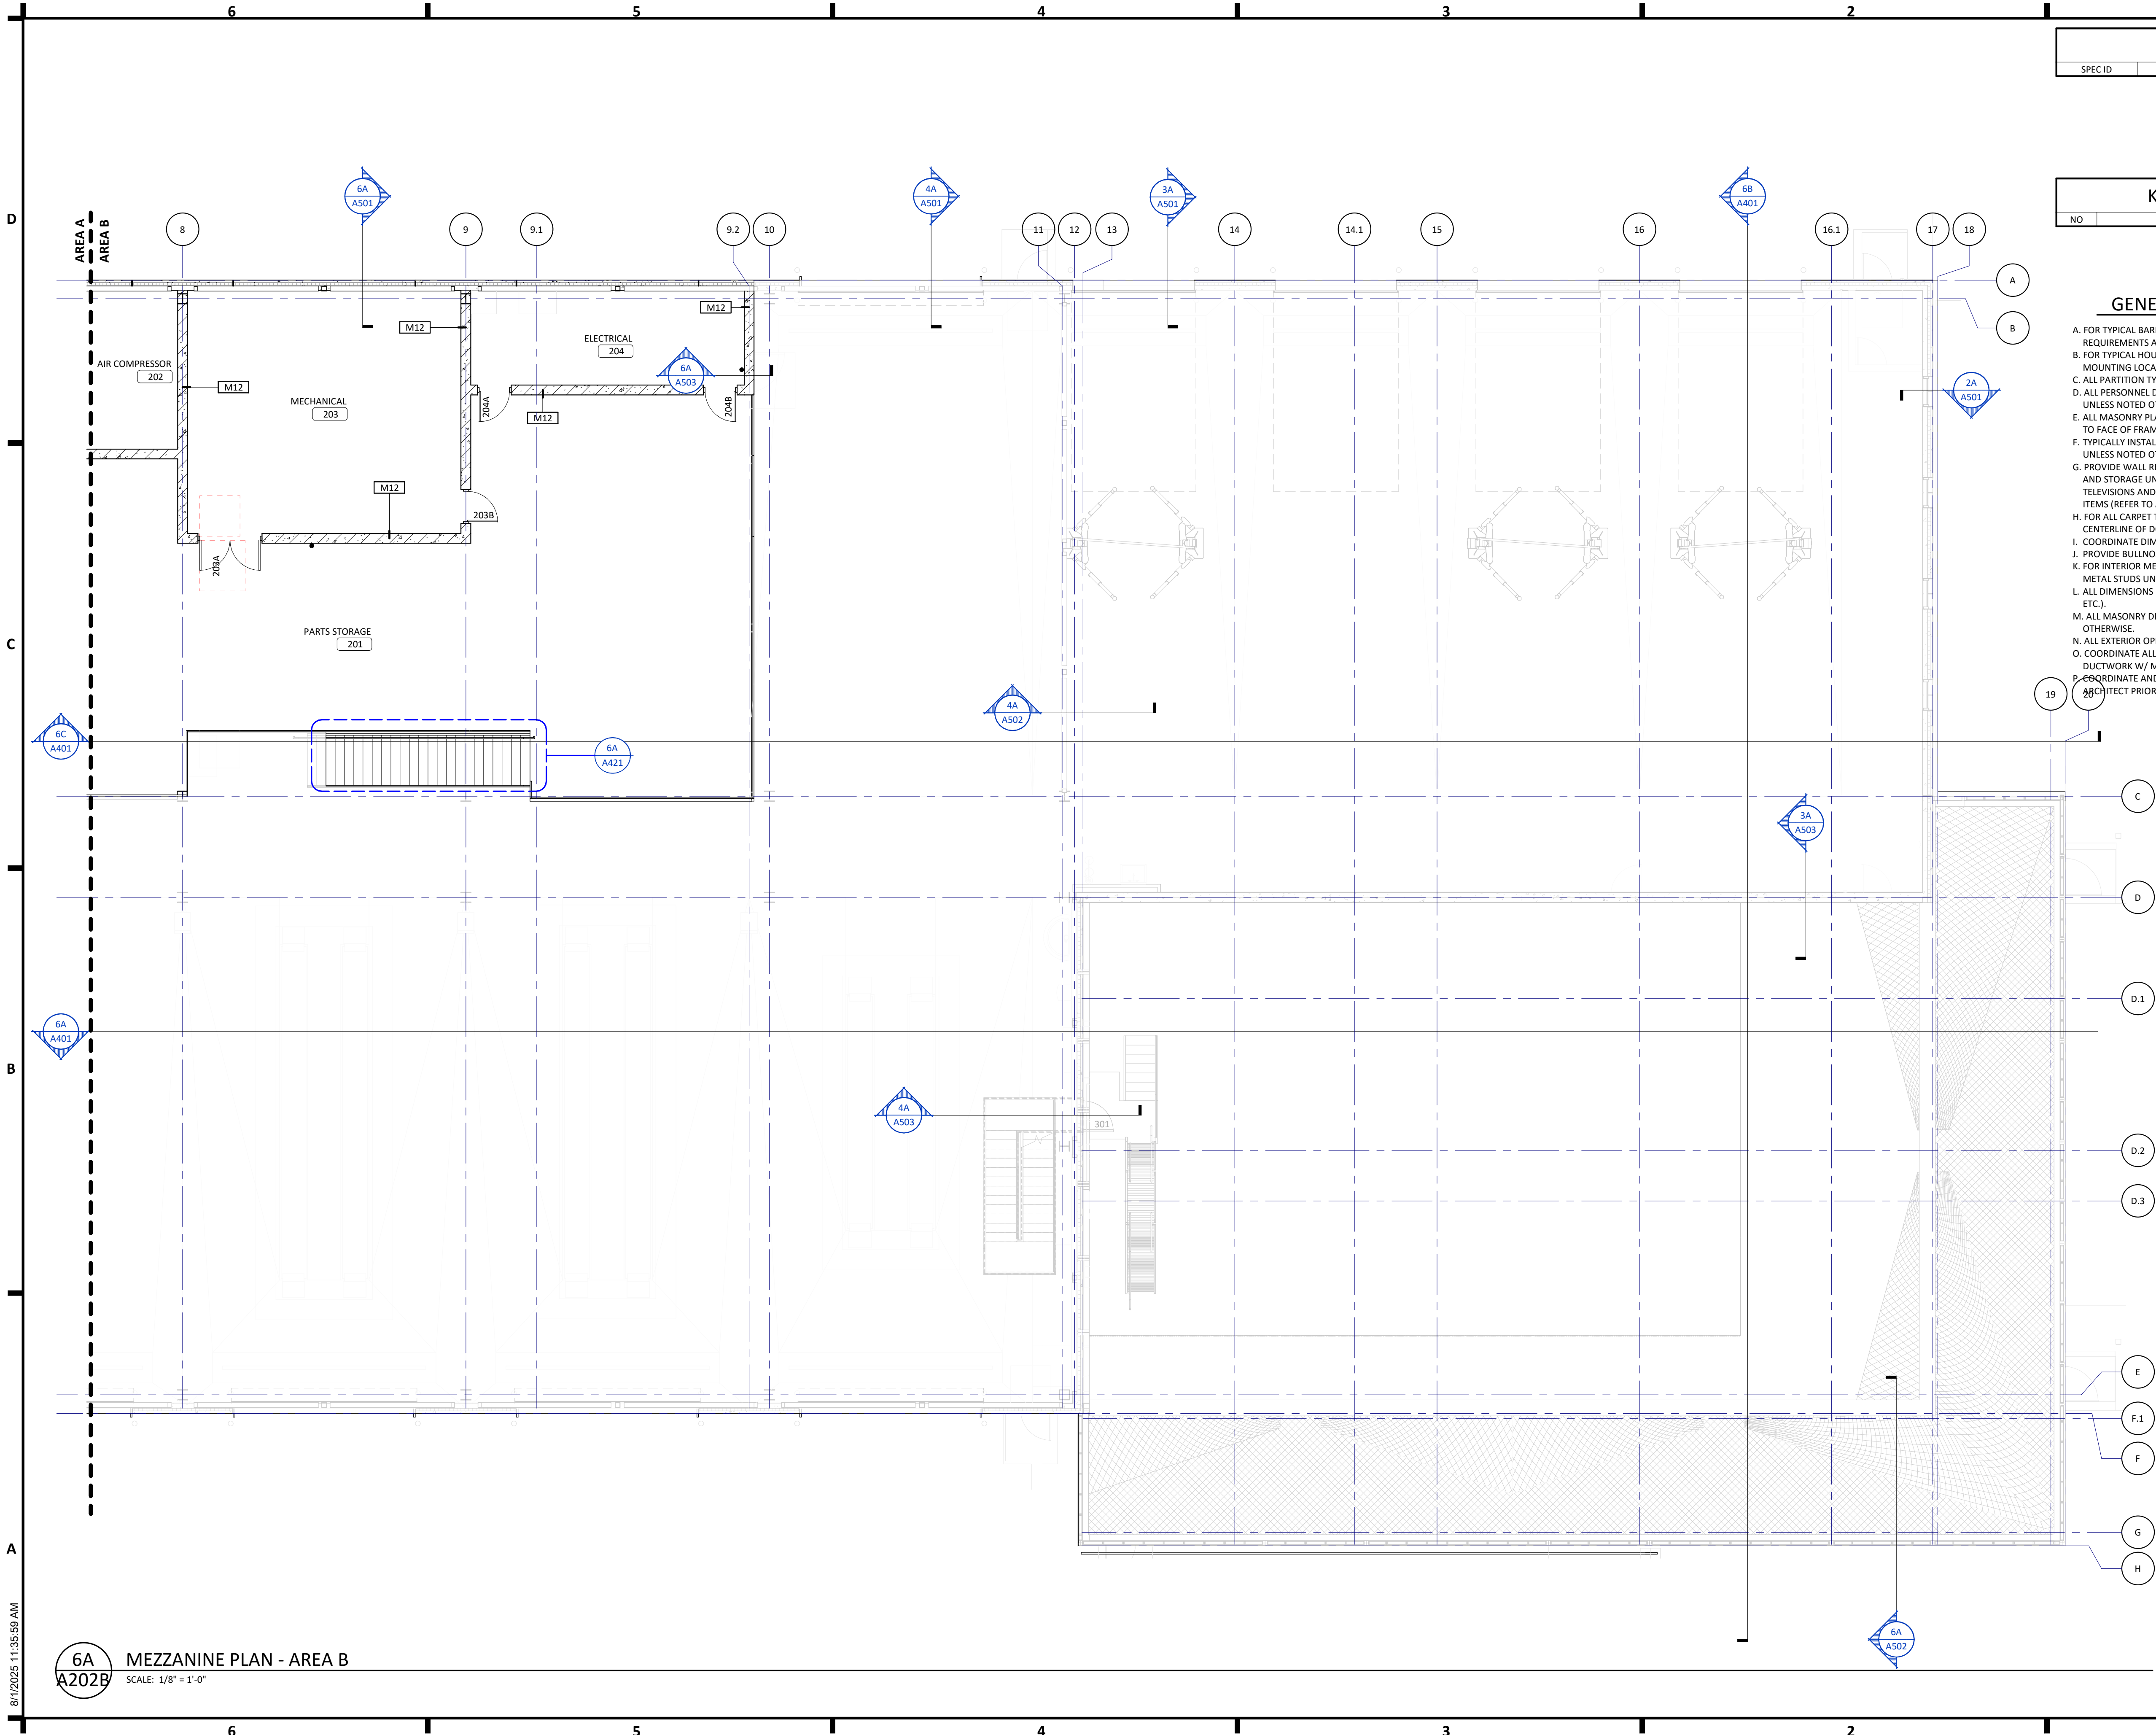 6 5 4 3 2
SPEC ID
K
NO
D
C
B
A
AREA A
AREA B
6A
A501
4A
A501
3A
A501
6B
A401
8 9 9.1 9.2 10 11 12 13 14 14.1 15 16 16.1 17 18
A
B
2A
A501
M12
M12
M12
M12
M12
AIR COMPRESSOR
202
MECHANICAL
203
ELECTRICAL
204
6A
A503
204A
204B
203B
203A
PARTS STORAGE
201
GENE
A. FOR TYPICAL BAR
REQUIREMENTS A
B. FOR TYPICAL HOU
MOUNTING LOCA
C. ALL PARTITION TY
D. ALL PERSONNEL D
UNLESS NOTED O
E. ALL MASONRY PLA
TO FACE OF FRAM
F. TYPICALLY INSTAL
UNLESS NOTED O
G. PROVIDE WALL R
AND STORAGE UN
TELEVISIONS AND
ITEMS (REFER TO
H. FOR ALL CARPET T
CENTERLINE OF D
I. COORDINATE DIM
J. PROVIDE BULLNO
K. FOR INTERIOR ME
METAL STUDS UN
L. ALL DIMENSIONS
ETC.).
M. ALL MASONRY D
OTHERWISE.
N. ALL EXTERIOR OP
O. COORDINATE ALL
DUCTWORK W/ M
P. COORDINATE AND
ARCHITECT PRIOR
19 20
4A
A502
6C
A401
6A
A421
C
3A
A503
D
D.1
6A
A401
4A
A503
301
D.2
D.3
E
F.1
F
G
H
6A
A502
6A
A202B
MEZZANINE PLAN - AREA B
SCALE: 1/8" = 1'-0"
8/1/2025 11:35:59 AM
6 5 4 3 2